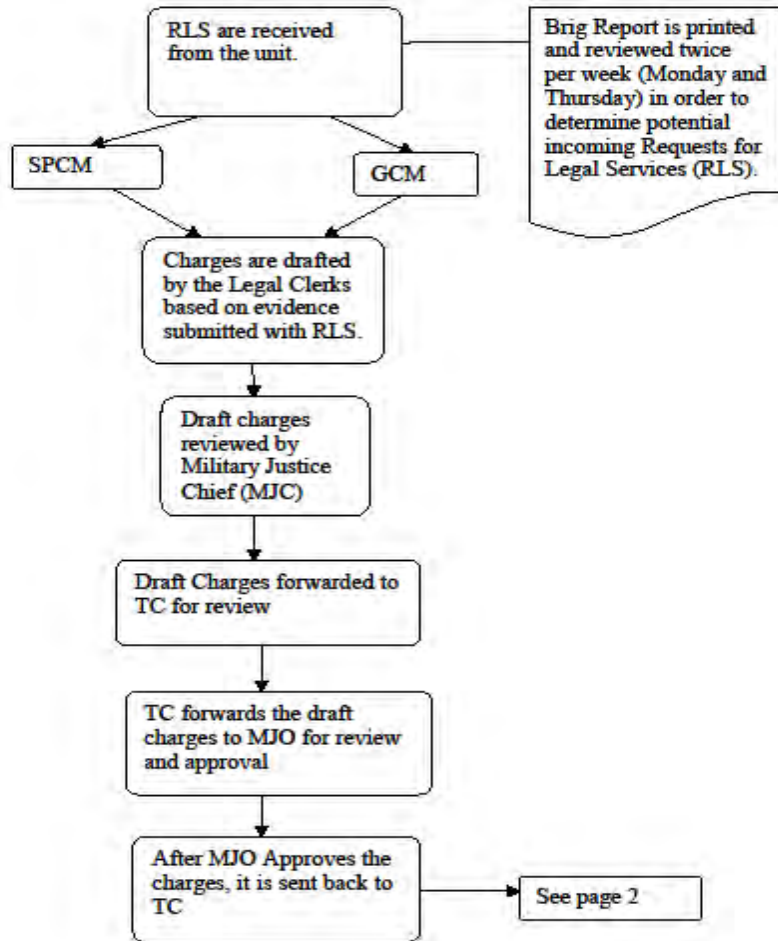 RLS are received
from the unit.
Brig Report is printed
and reviewed twice
per week (Monday and
Thursday) in order to
determine potential
incoming Requests for
Legal Services (RLS).
SPCM
GCM
Charges are drafted
by the Legal Clerks
based on evidence
submitted with RLS.
Draft charges
reviewed by
Military Justice
Chief (MJC)
Draft Charges forwarded to
TC for review
TC forwards the draft
charges to MJO for review
and approval
After MJO Approves the
charges, it is sent back to
TC
See page 2